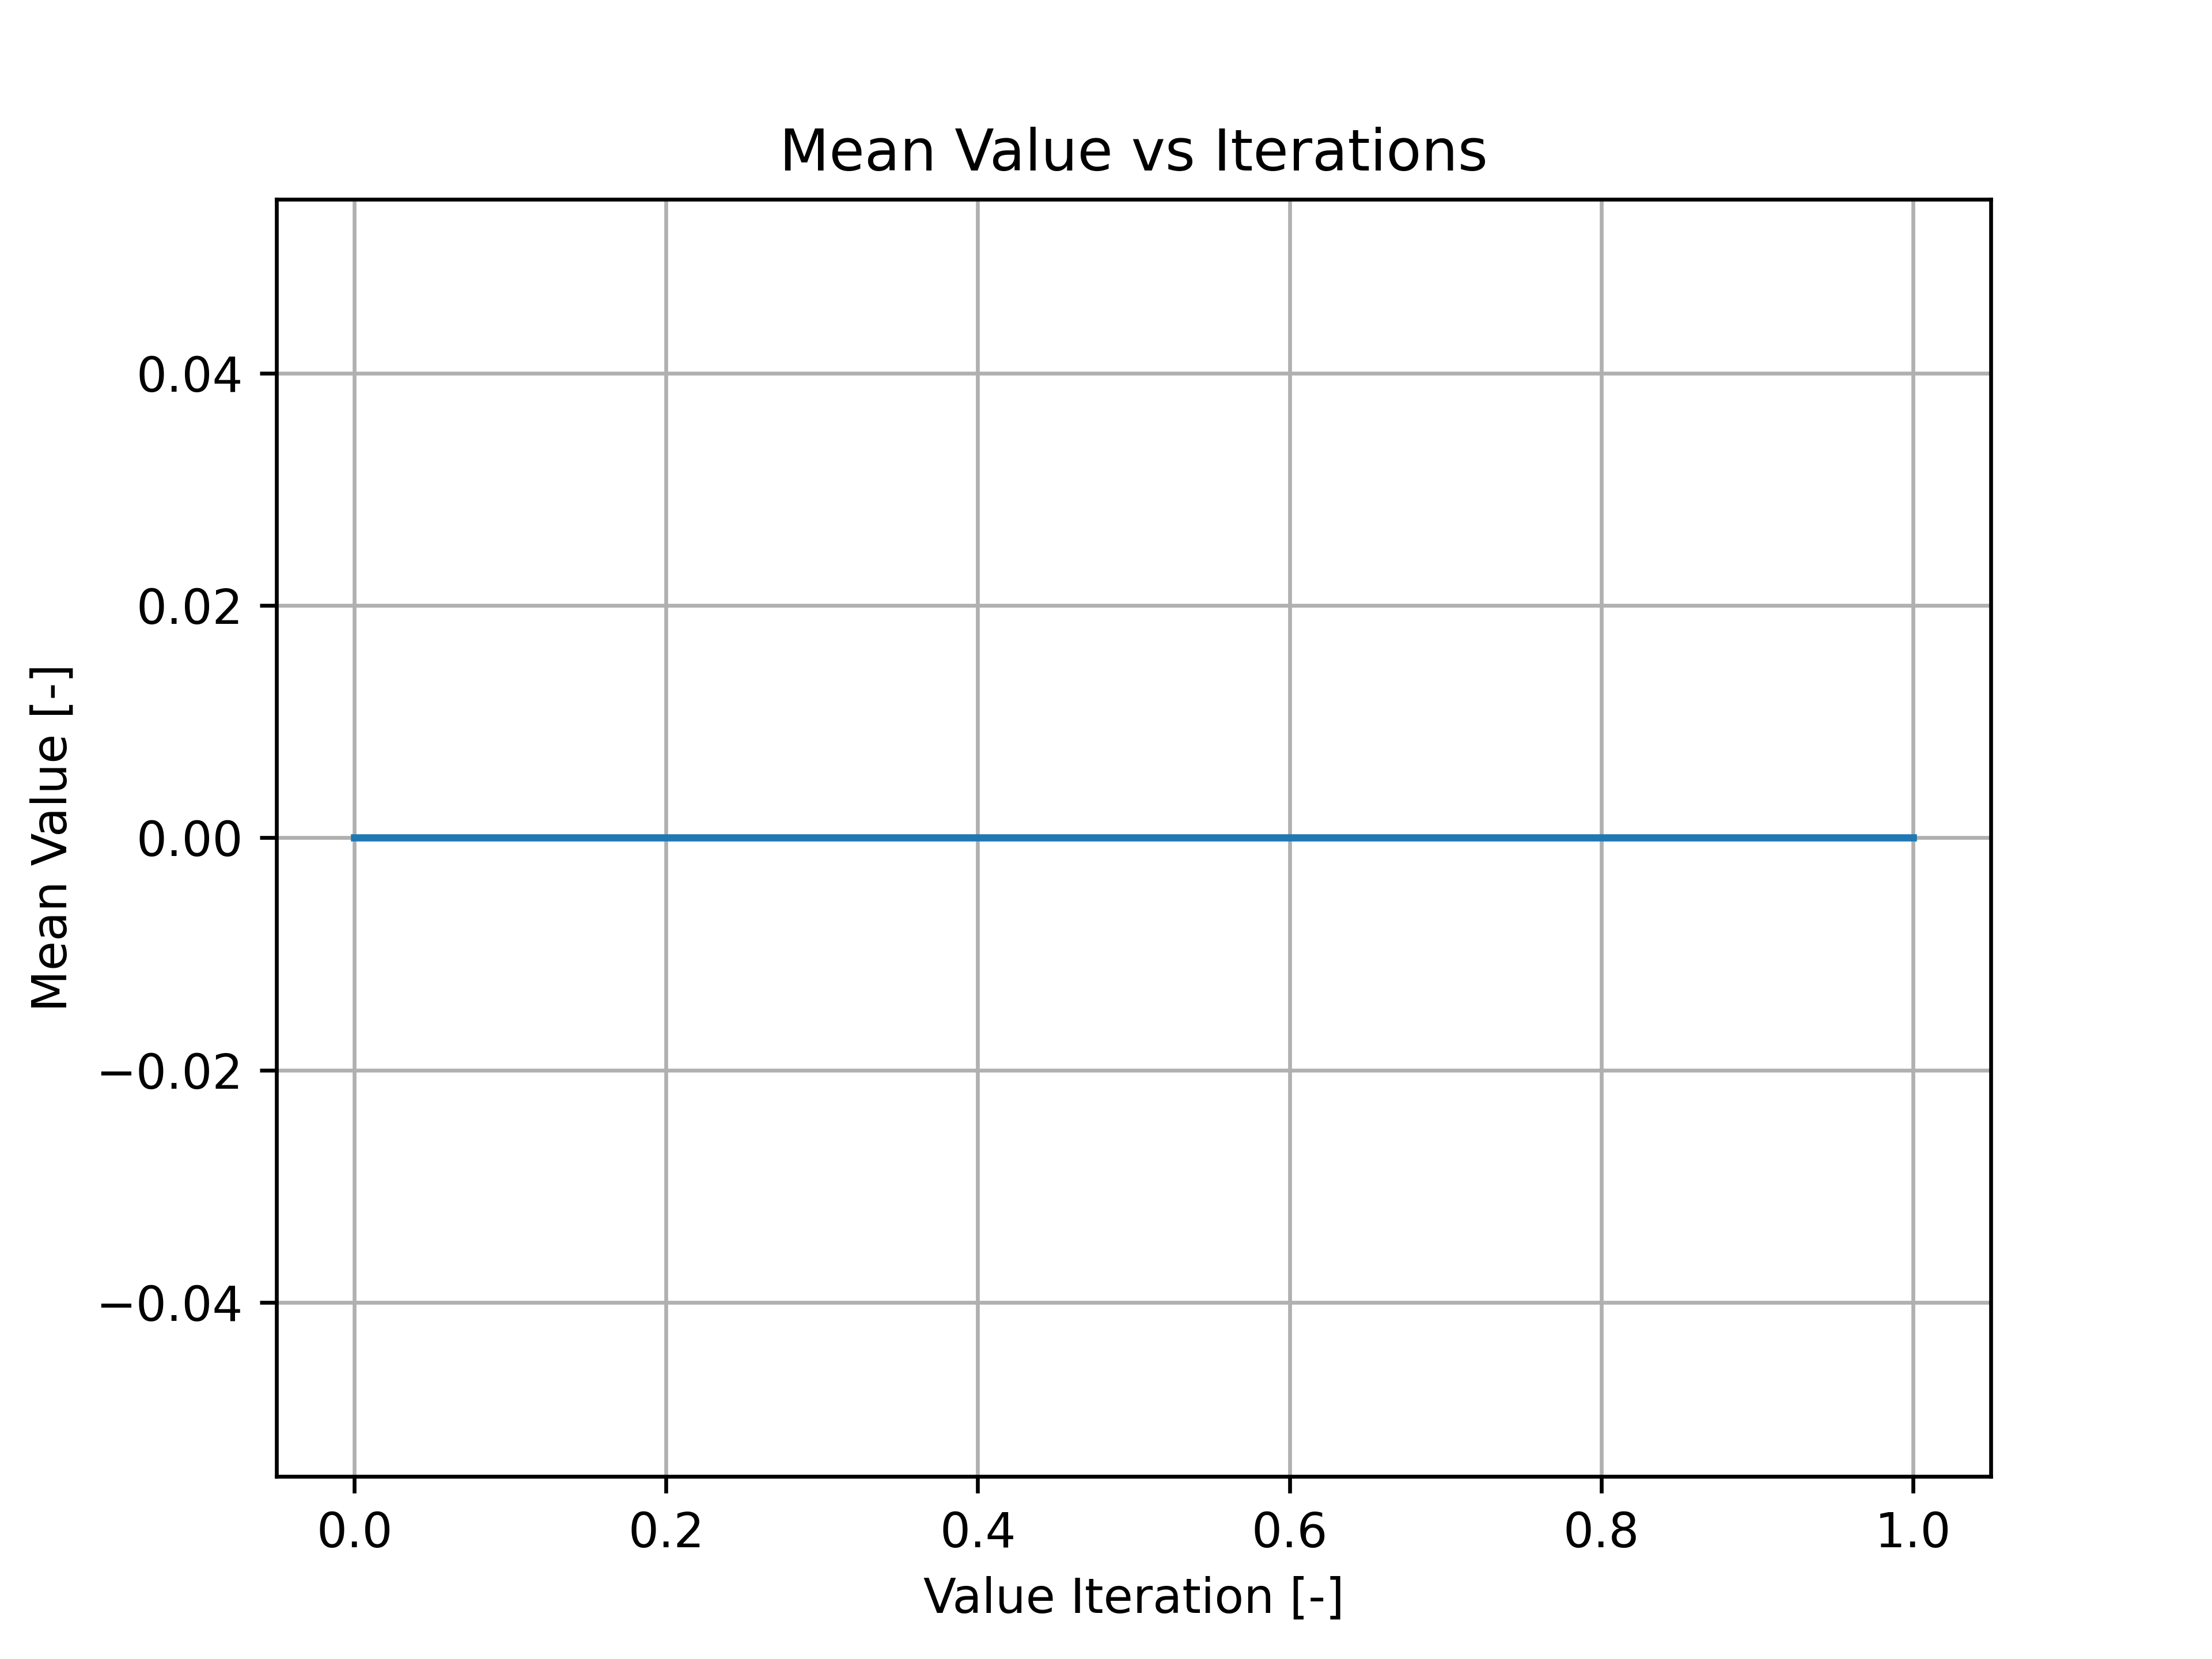 Mean Value vs Iterations
Mean Value [-]
0.04
0.02
0.00
−0.02
−0.04
0.0 0.2 0.4 0.6 0.8 1.0
Value Iteration [-]